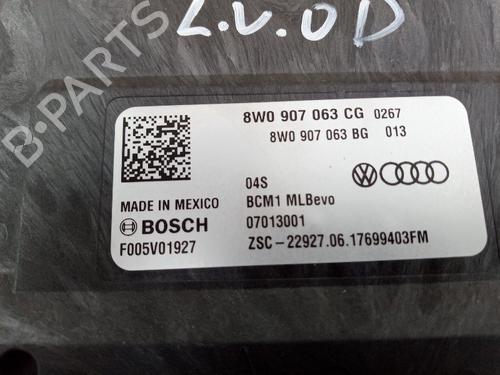 L.V.OD
B-PARTS
8W0 907 063 CG 0267
8W0 907 063 BG 013
04S
MADE IN MEXICO BCM1 MLBevo
BOSCH 07013001
F005V01927 ZSC-22927.06.17699403FM